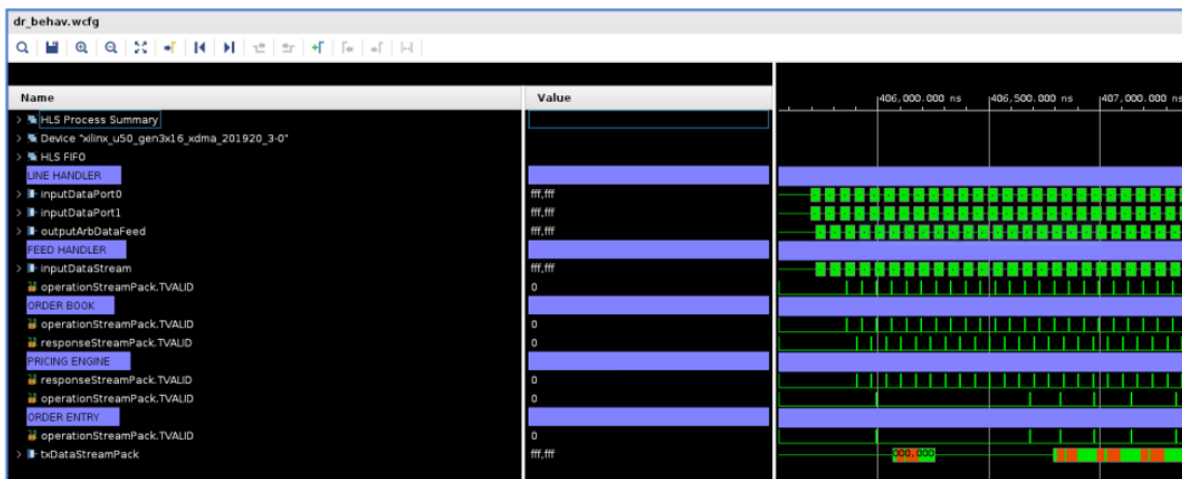 dr_behav.wcfg
406,000.000 ns 406,500.000 ns 407,000.000 ns
Name Value
HLS Process Summary
Device "xilinx_u50_gen3x16_xdma_201920_3-0"
HLS FIFO
LINE HANDLER
inputDataPort0 fff,fff
inputDataPort1 fff,fff
outputArbDataFeed fff,fff
FEED HANDLER
inputDataStream fff,fff
operationStreamPack.TVALID 0
ORDER BOOK
operationStreamPack.TVALID 0
responseStreamPack.TVALID 0
PRICING ENGINE
responseStreamPack.TVALID 0
operationStreamPack.TVALID 0
ORDER ENTRY
operationStreamPack.TVALID 0
txDataStreamPack fff,fff 000,000